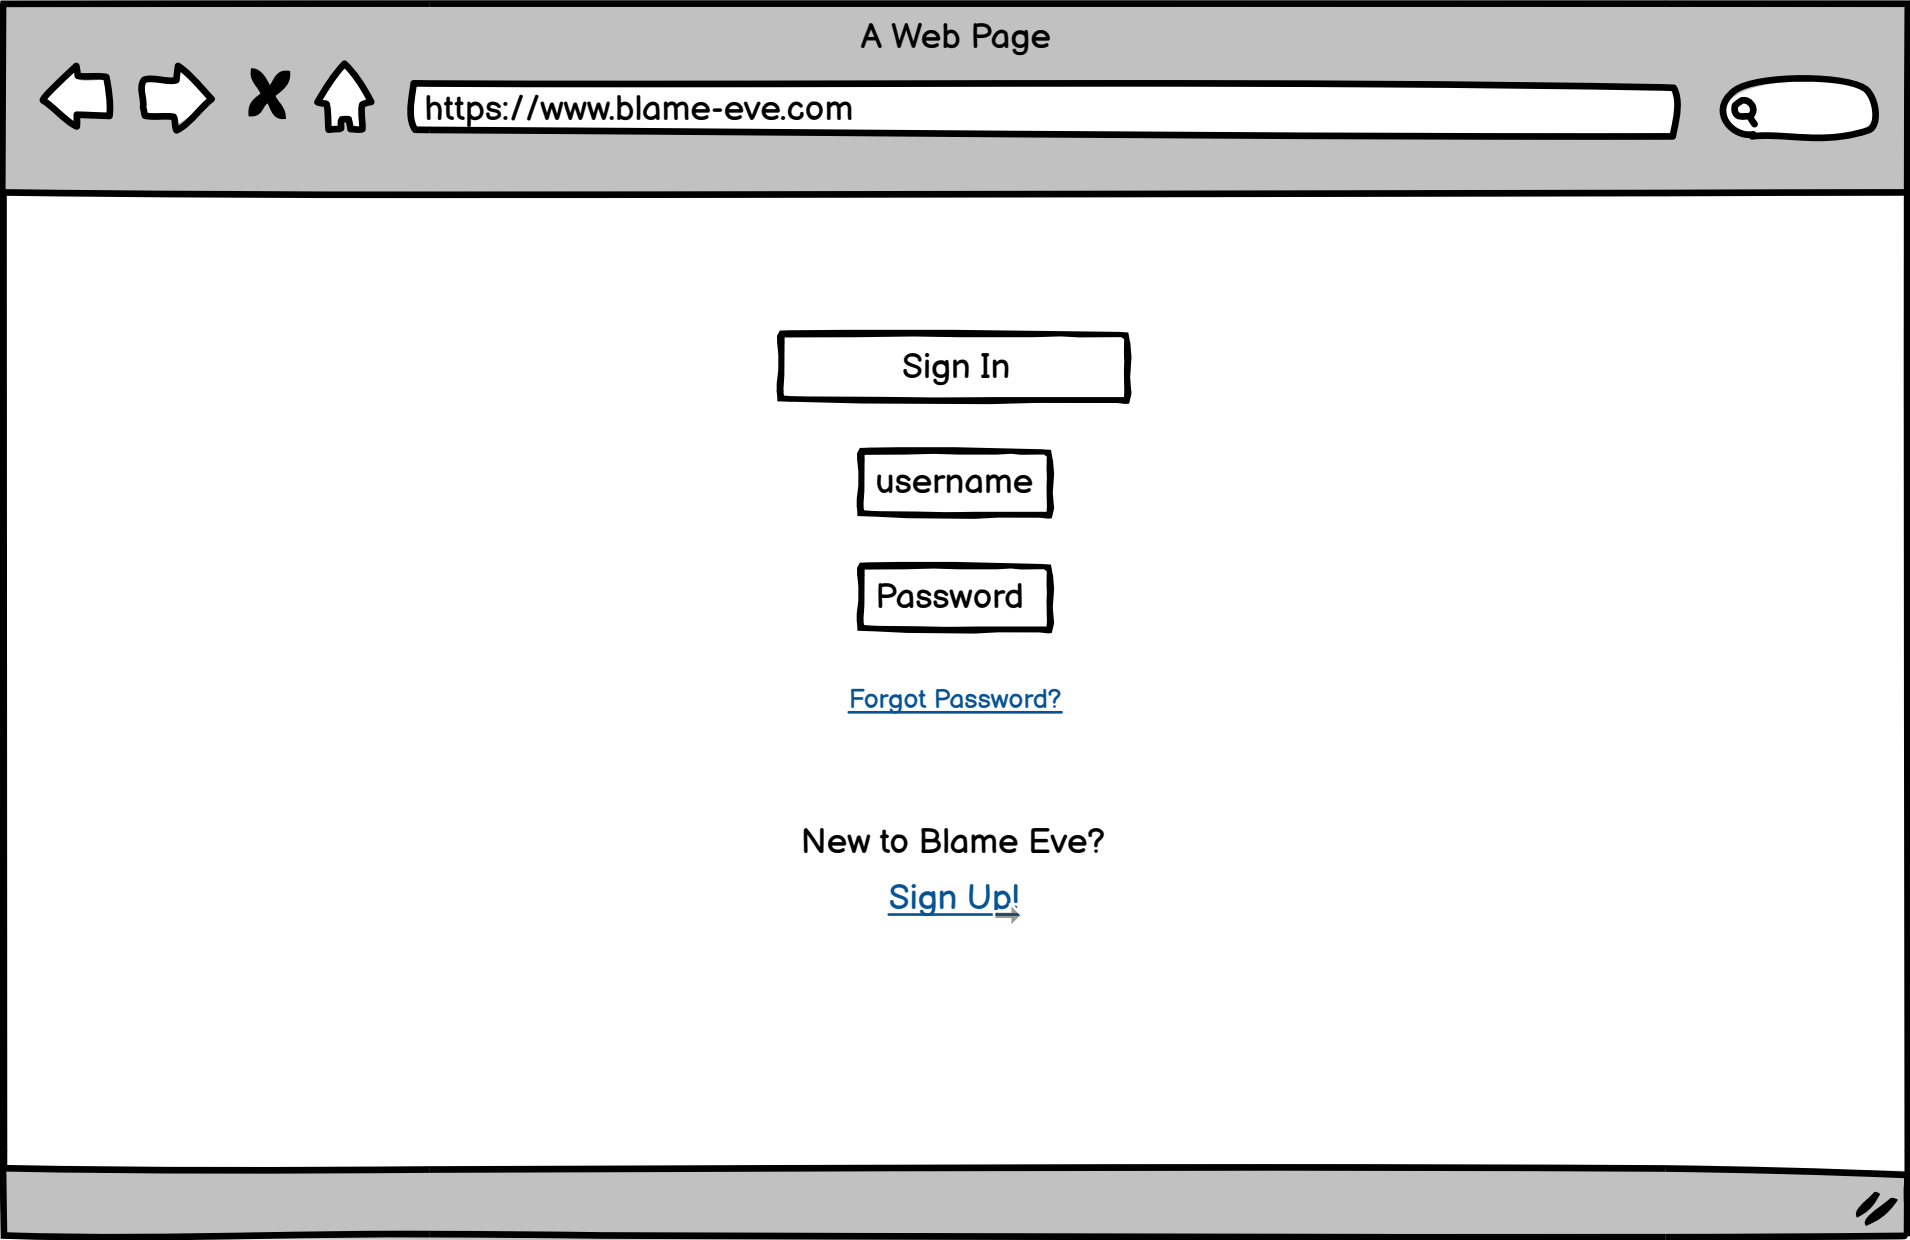 A Web Page
https://www.blame-eve.com
Sign In
username
Password
Forgot Password?
New to Blame Eve?
Sign Up!